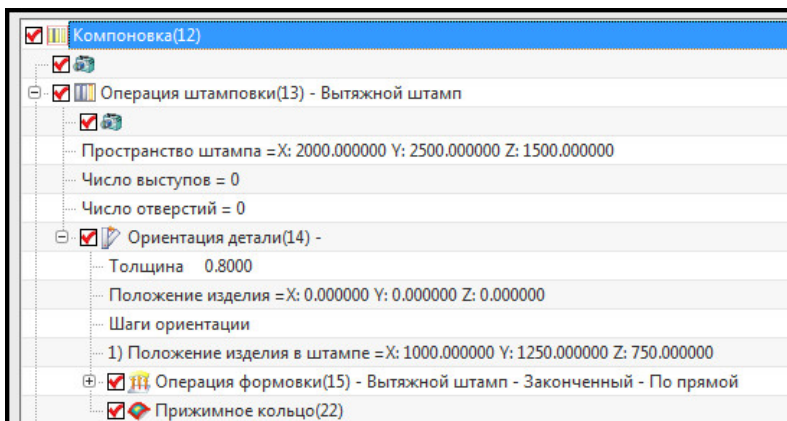 Компоновка(12)
Операция штамповки(13) - Вытяжной штамп
Пространство штампа =X: 2000.000000 Y: 2500.000000 Z: 1500.000000
Число выступов = 0
Число отверстий = 0
Ориентация детали(14) -
Толщина 0.8000
Положение изделия =X: 0.000000 Y: 0.000000 Z: 0.000000
Шаги ориентации
1) Положение изделия в штампе =X: 1000.000000 Y: 1250.000000 Z: 750.000000
Операция формовки(15) - Вытяжной штамп - Законченный - По прямой
Прижимное кольцо(22)